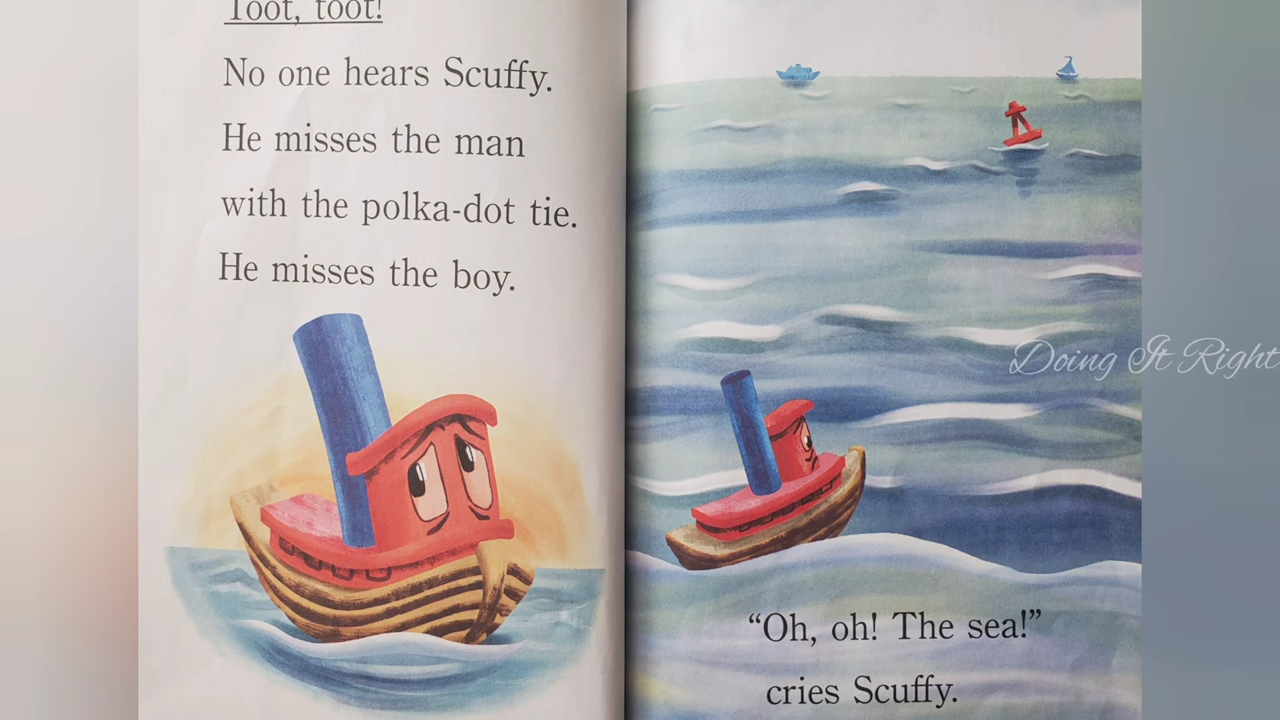 Toot, toot!
No one hears Scuffy.
He misses the man
with the polka-dot tie.
He misses the boy.
"Oh, oh! The sea!"
cries Scuffy.
Doing It Right